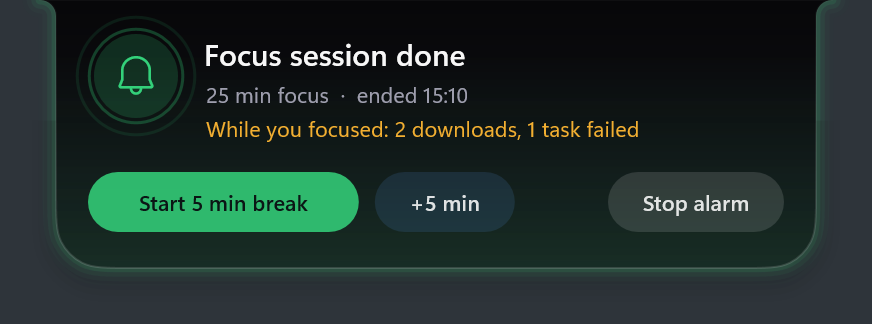 Focus session done
25 min focus · ended 15:10
While you focused: 2 downloads, 1 task failed
Start 5 min break
+5 min
Stop alarm